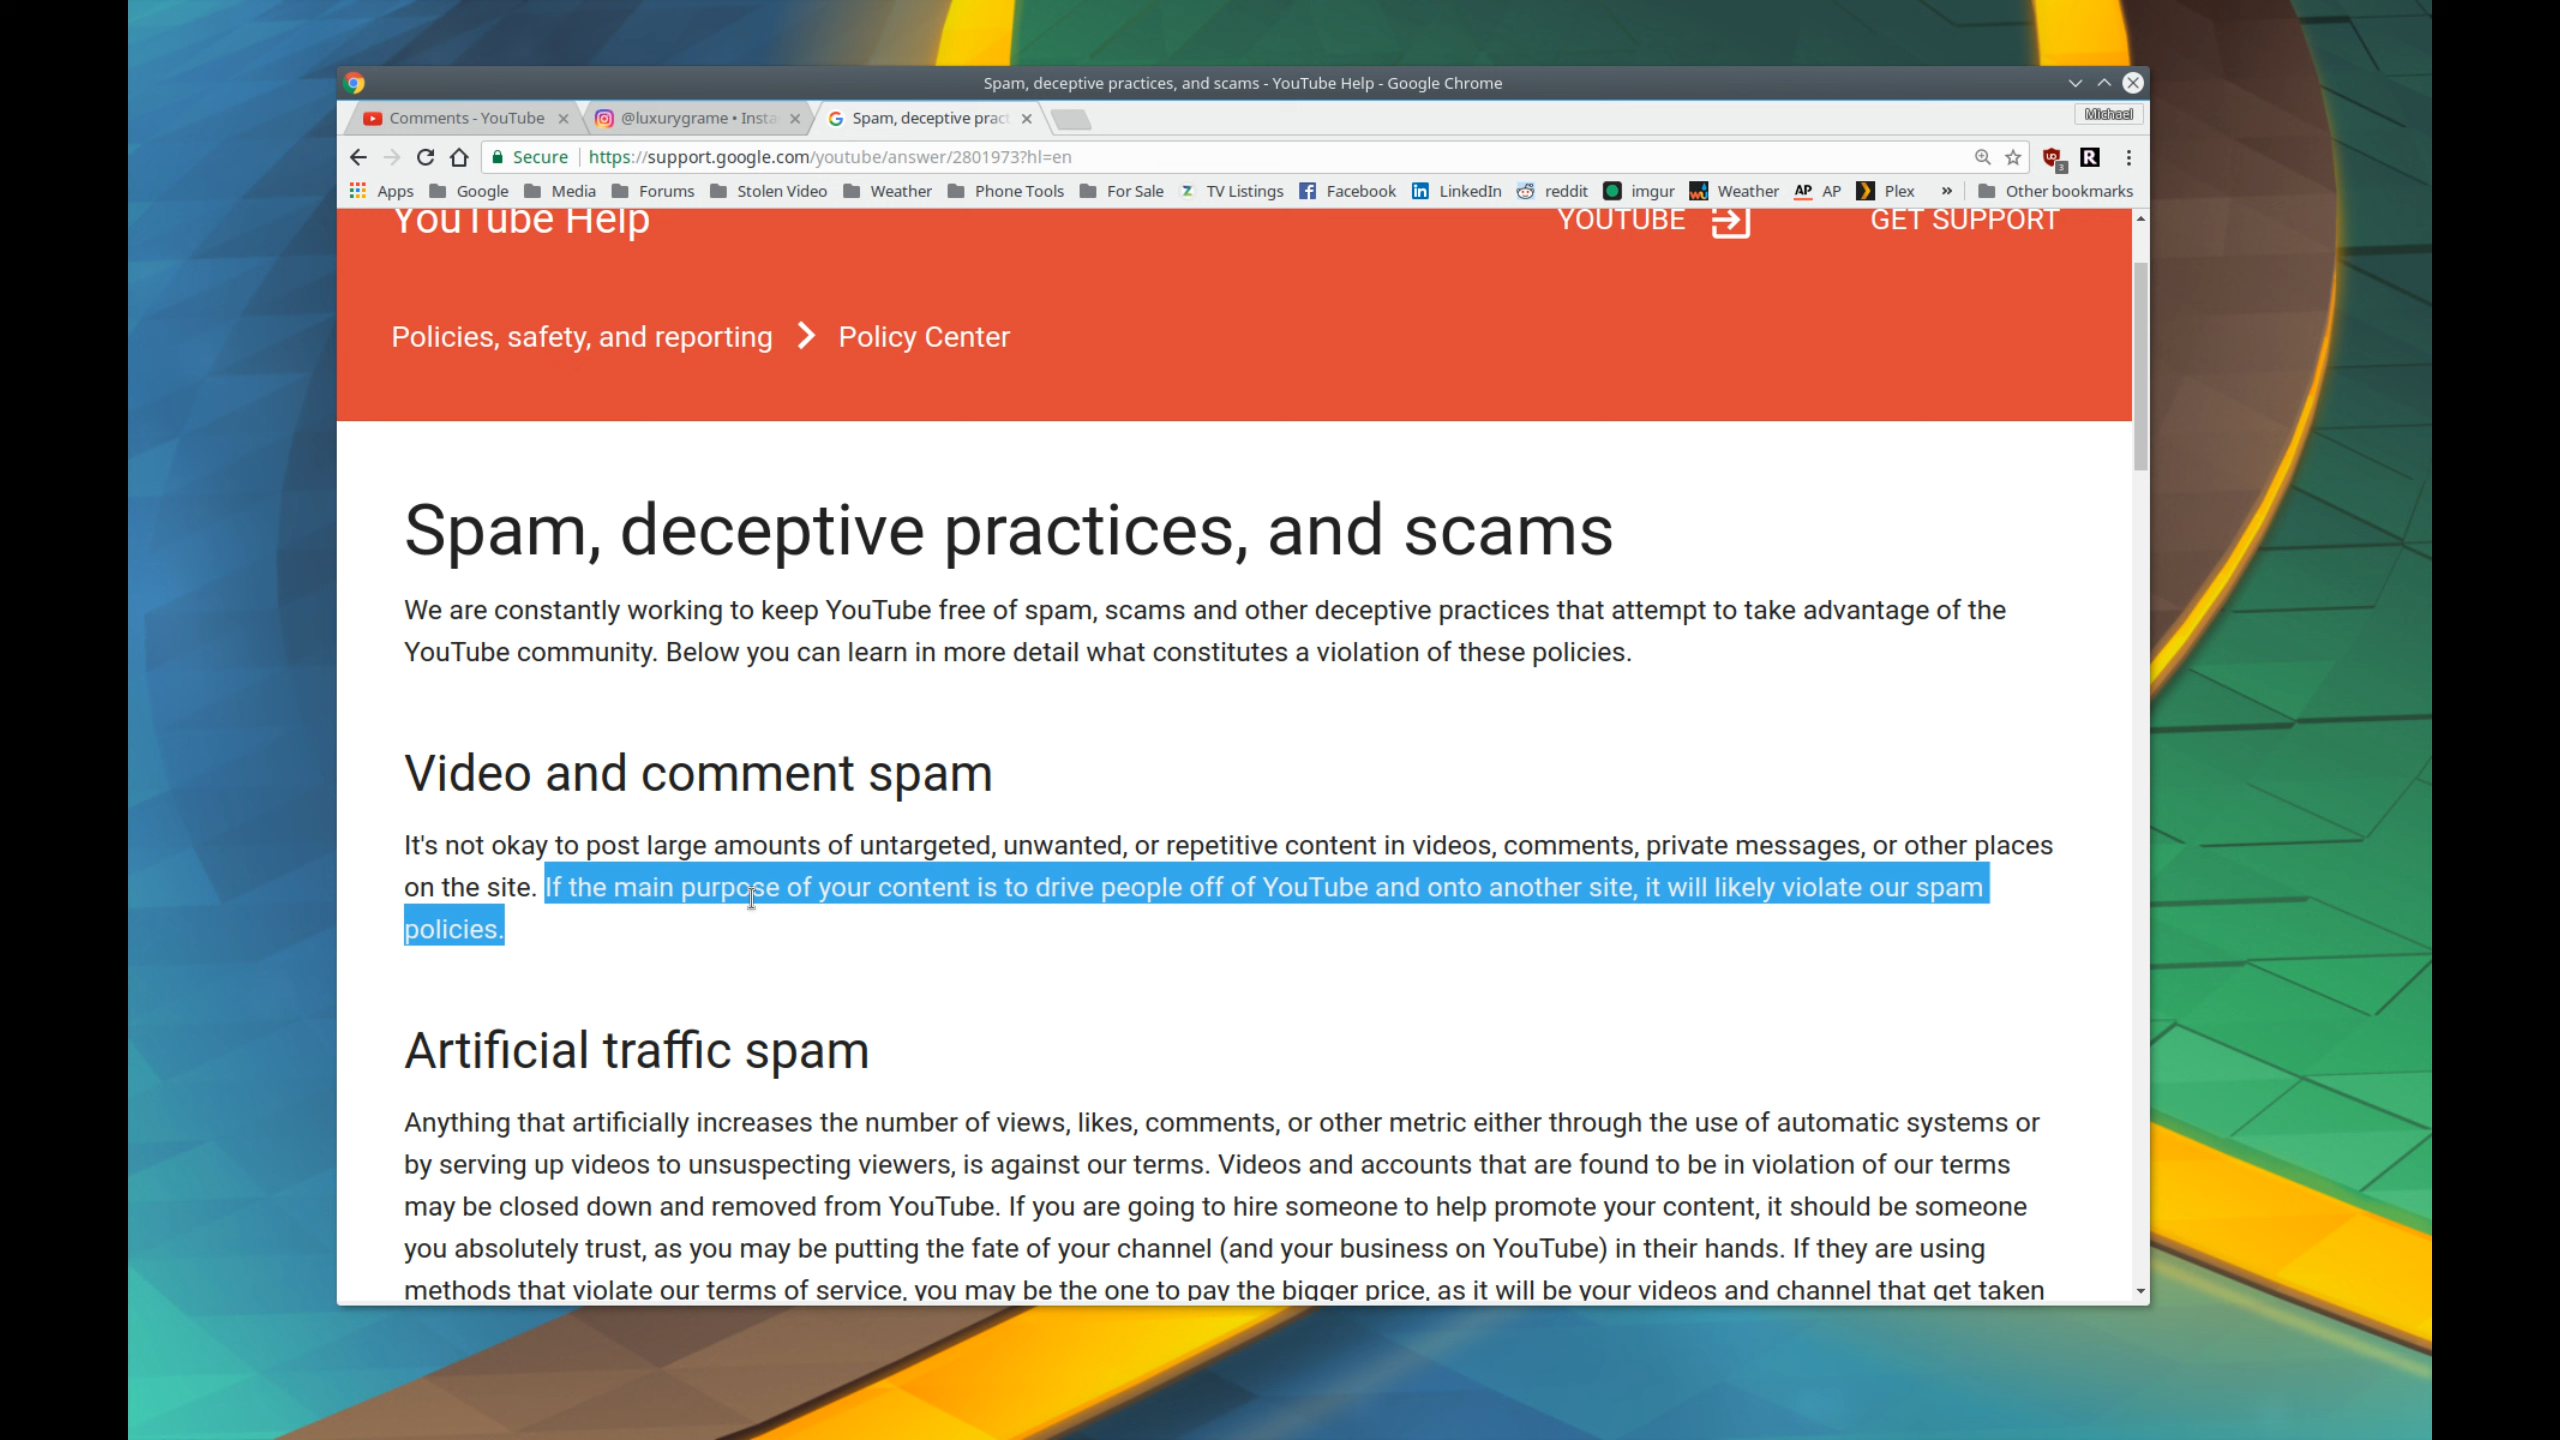 Spam, deceptive practices, and scams - YouTube Help - Google Chrome
Comments - YouTube
@luxurygrame • Insta
Spam, deceptive pract
Michael
Secure https://support.google.com/youtube/answer/2801973?hl=en
3
Apps Google Media Forums Stolen Video Weather Phone Tools For Sale Z TV Listings Facebook LinkedIn reddit imgur Weather AP AP Plex » Other bookmarks
YouTube Help YOUTUBE GET SUPPORT
Policies, safety, and reporting Policy Center
Spam, deceptive practices, and scams
We are constantly working to keep YouTube free of spam, scams and other deceptive practices that attempt to take advantage of the
YouTube community. Below you can learn in more detail what constitutes a violation of these policies.
Video and comment spam
It's not okay to post large amounts of untargeted, unwanted, or repetitive content in videos, comments, private messages, or other places
on the site. If the main purpose of your content is to drive people off of YouTube and onto another site, it will likely violate our spam
policies.
Artificial traffic spam
Anything that artificially increases the number of views, likes, comments, or other metric either through the use of automatic systems or
by serving up videos to unsuspecting viewers, is against our terms. Videos and accounts that are found to be in violation of our terms
may be closed down and removed from YouTube. If you are going to hire someone to help promote your content, it should be someone
you absolutely trust, as you may be putting the fate of your channel (and your business on YouTube) in their hands. If they are using
methods that violate our terms of service, you may be the one to pay the bigger price, as it will be your videos and channel that get taken